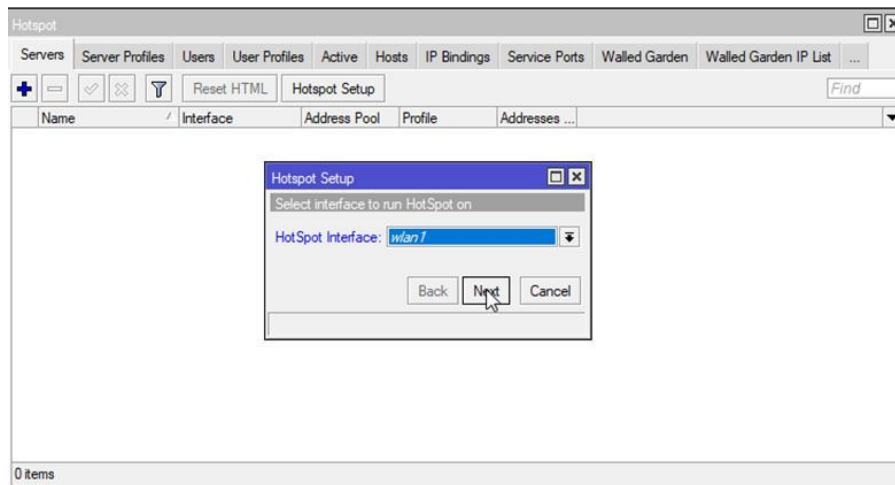 Hotspot
Servers Server Profiles Users User Profiles Active Hosts IP Bindings Service Ports Walled Garden Walled Garden IP List ...
Reset HTML Hotspot Setup Find
Name / Interface Address Pool Profile Addresses ...
Hotspot Setup
Select interface to run HotSpot on
HotSpot Interface: wlan1
Back Next Cancel
0 items